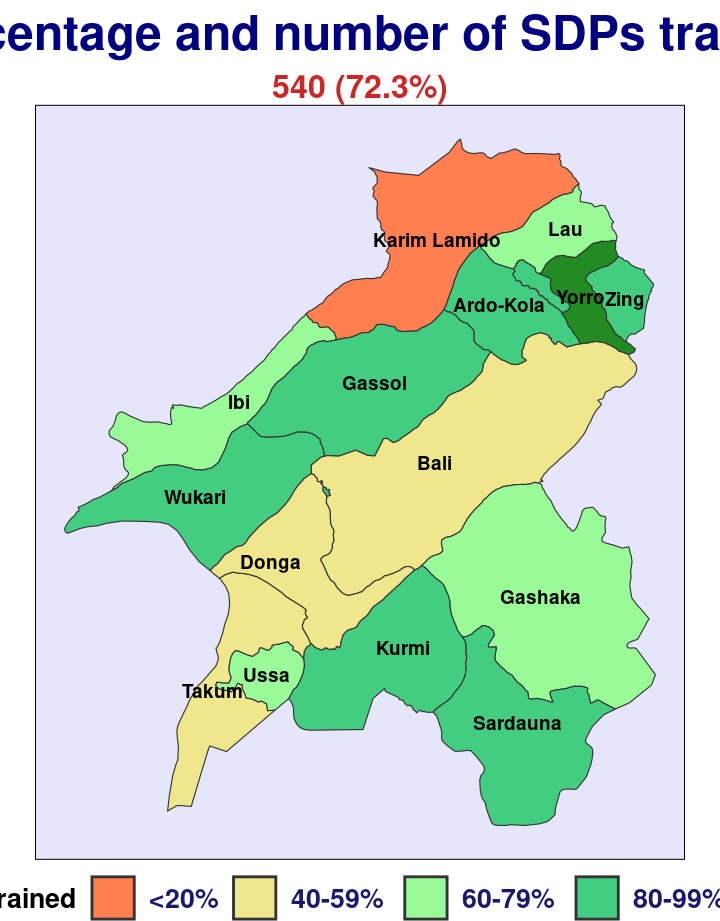 centage and number of SDPs tra
540 (72.3%)
Karim Lamido
Lau
Ardo-Kola
Yorro
Zing
Gassol
Ibi
Bali
Wukari
Donga
Gashaka
Kurmi
Ussa
Takum
Sardauna
rained <20% 40-59% 60-79% 80-99%